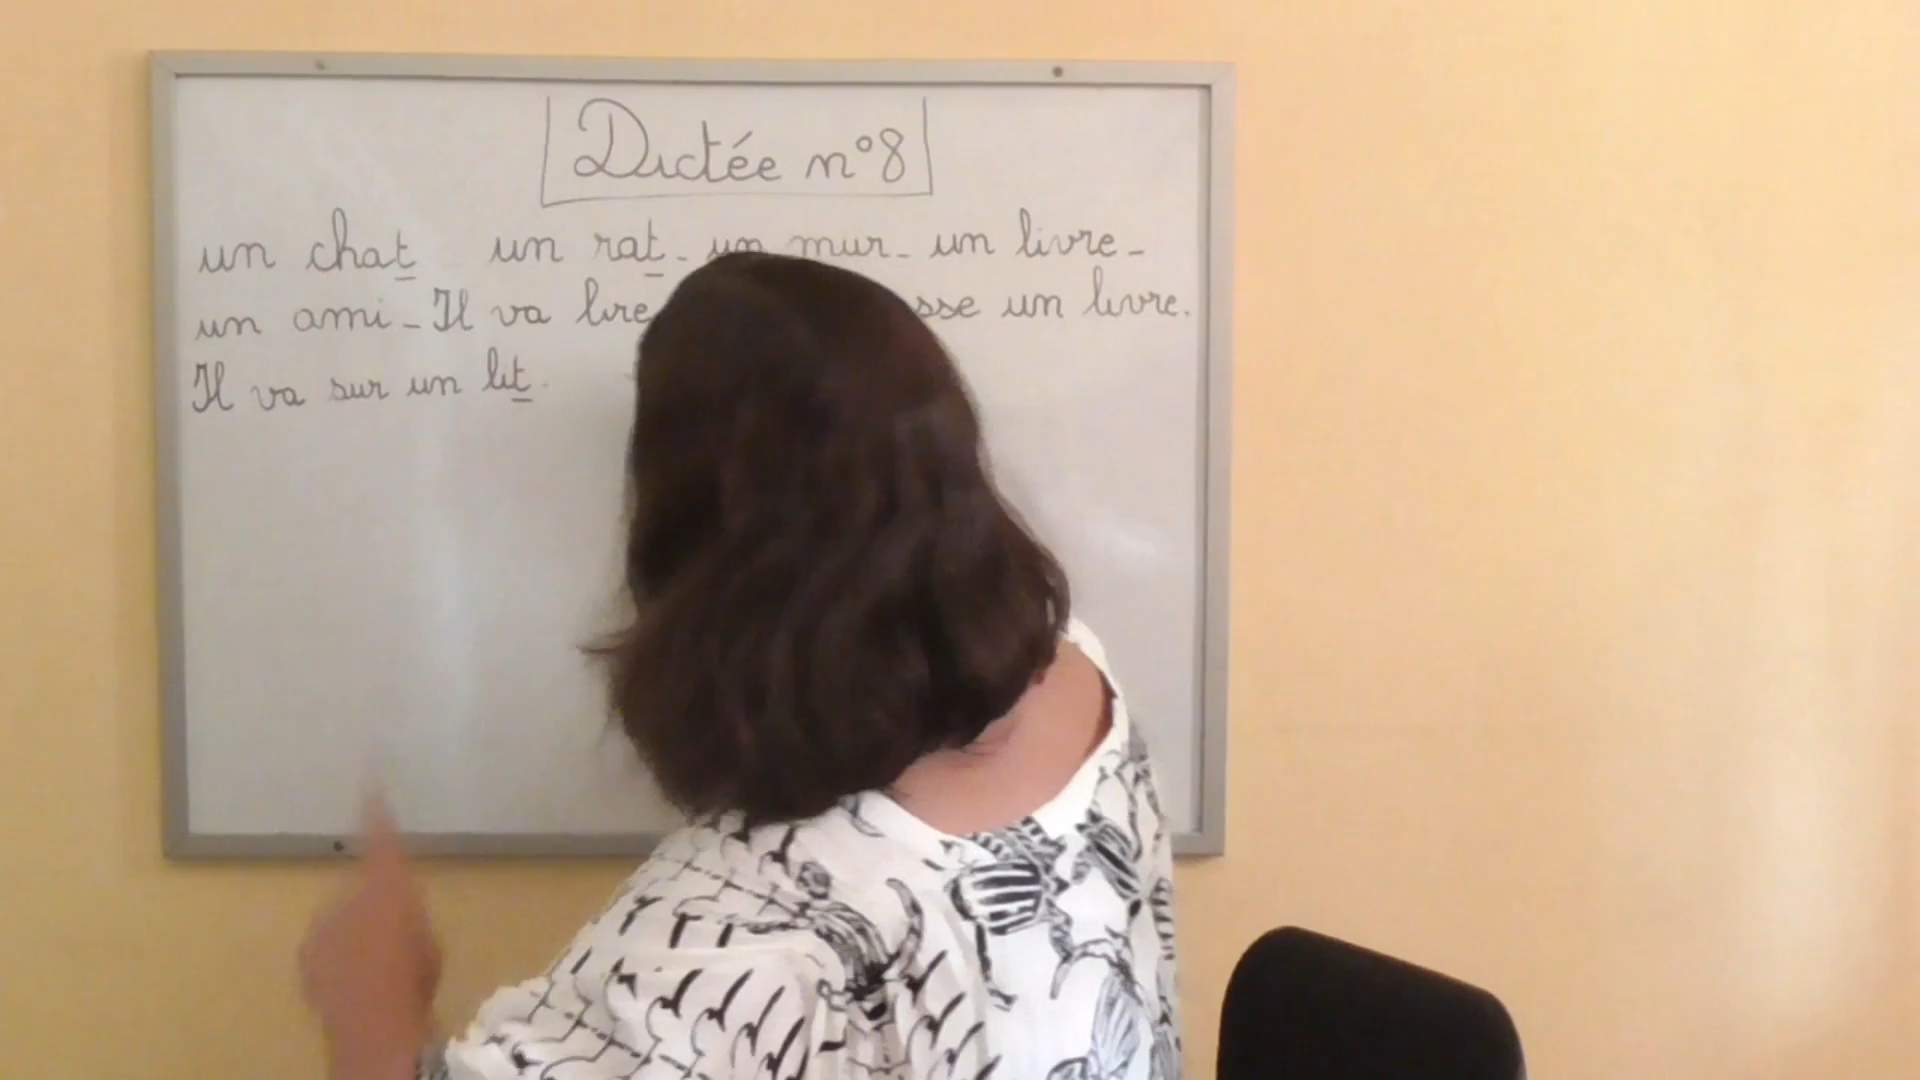 Dictée n°8
un chat un rat - un mur - un livre -
un ami - Il va lire sse un livre.
Il va sur un lit.